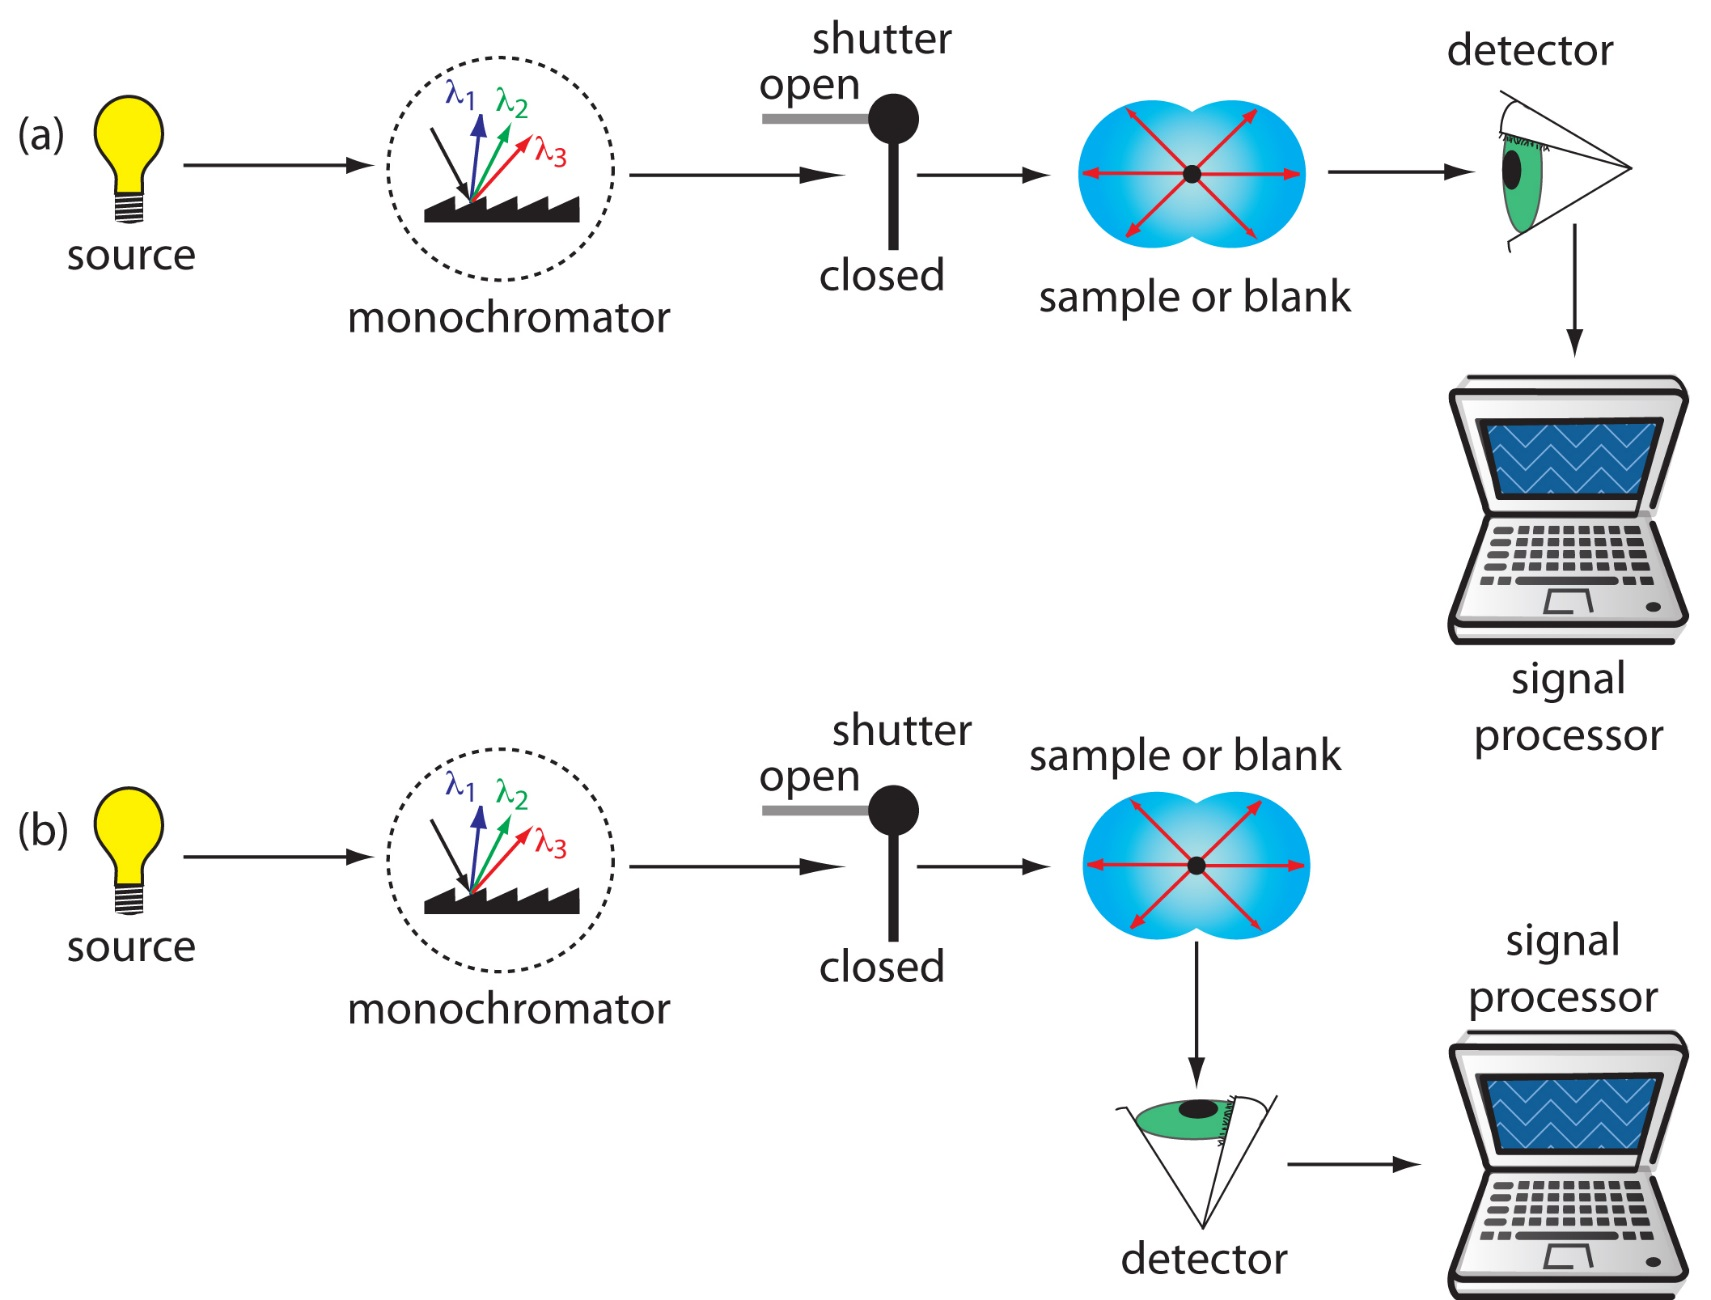 shutter
detector
open
(a)
λ1
λ2
λ3
source
closed
sample or blank
monochromator
signal
processor
shutter
sample or blank
open
(b)
λ1
λ2
λ3
source
closed
monochromator
signal
processor
detector